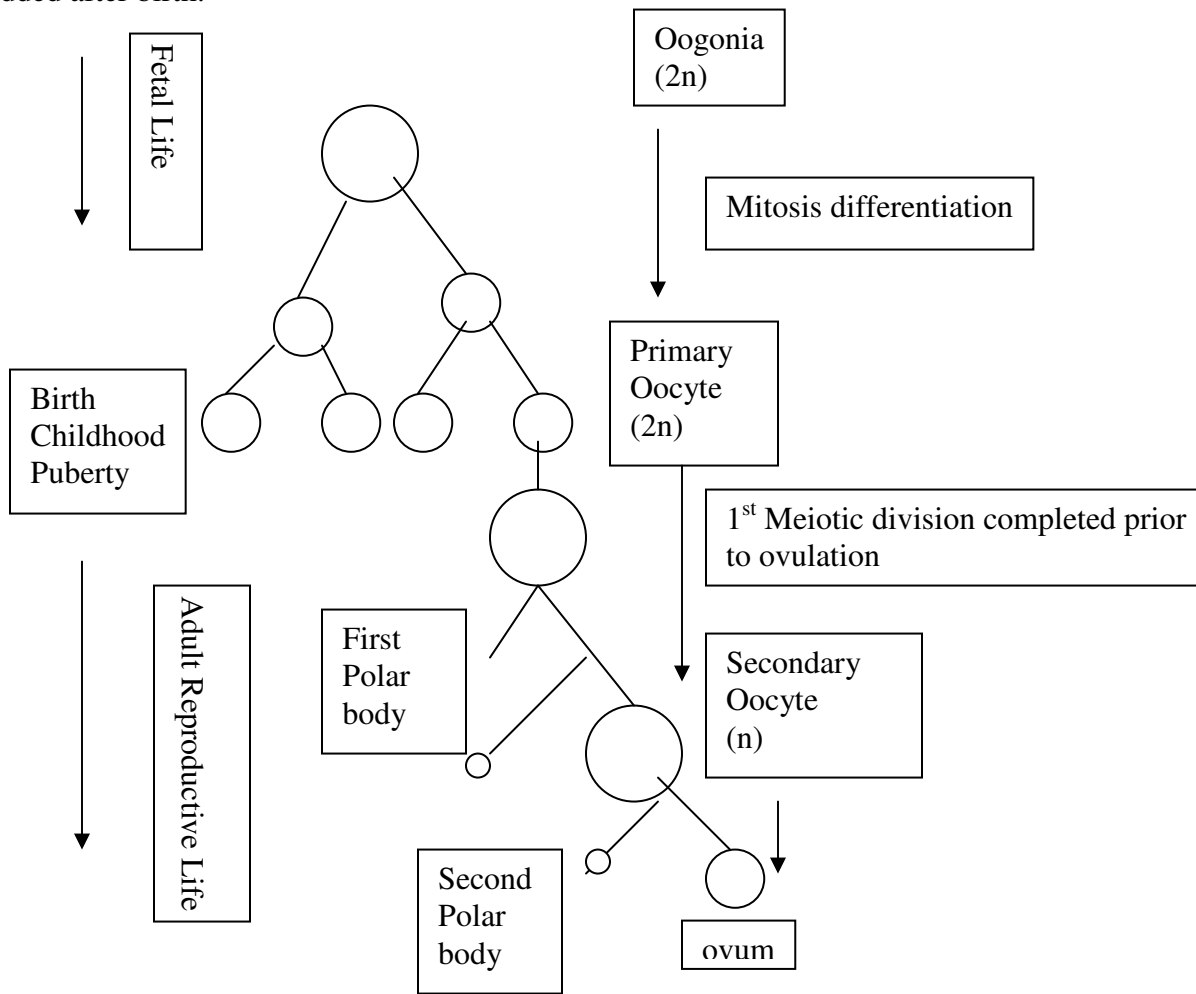 after birth.
Fetal Life
Oogonia
(2n)
Mitosis differentiation
Primary
Oocyte
(2n)
Birth
Childhood
Puberty
1st Meiotic division completed prior
to ovulation
Adult Reproductive Life
First
Polar
body
Secondary
Oocyte
(n)
Second
Polar
body
ovum